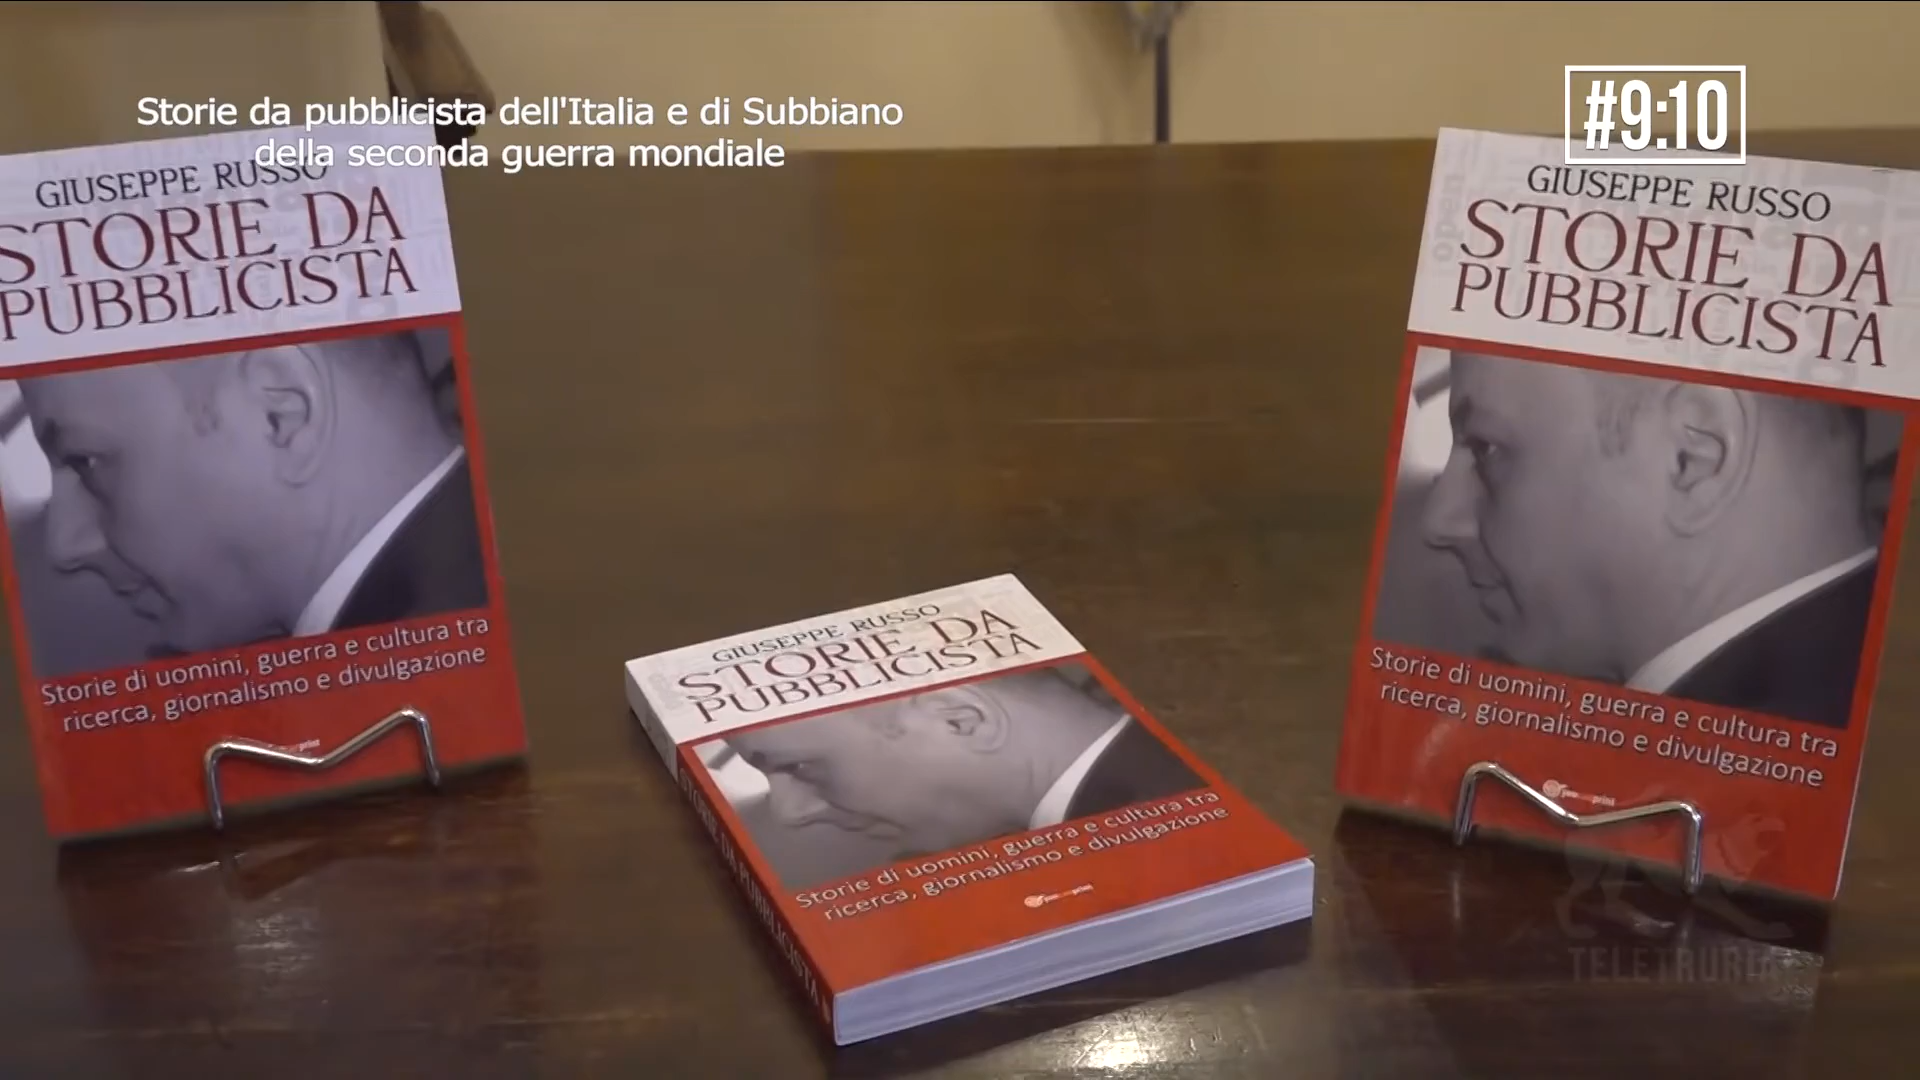 Storie da pubblicista dell'Italia e di Subbiano
della seconda guerra mondiale
#9:10
GIUSEPPE RUSSO
STORIE DA
PUBBLICISTA
Storie di uomini, guerra e cultura tra
ricerca, giornalismo e divulgazione
GIUSEPPE RUSSO
STORIE DA
PUBBLICISTA
Storie di uomini, guerra e cultura tra
ricerca, giornalismo e divulgazione
STORIE DA PUBBLICISTA
GIUSEPPE RUSSO
STORIE DA
PUBBLICISTA
Storie di uomini, guerra e cultura tra
ricerca, giornalismo e divulgazione
TELETRURIA